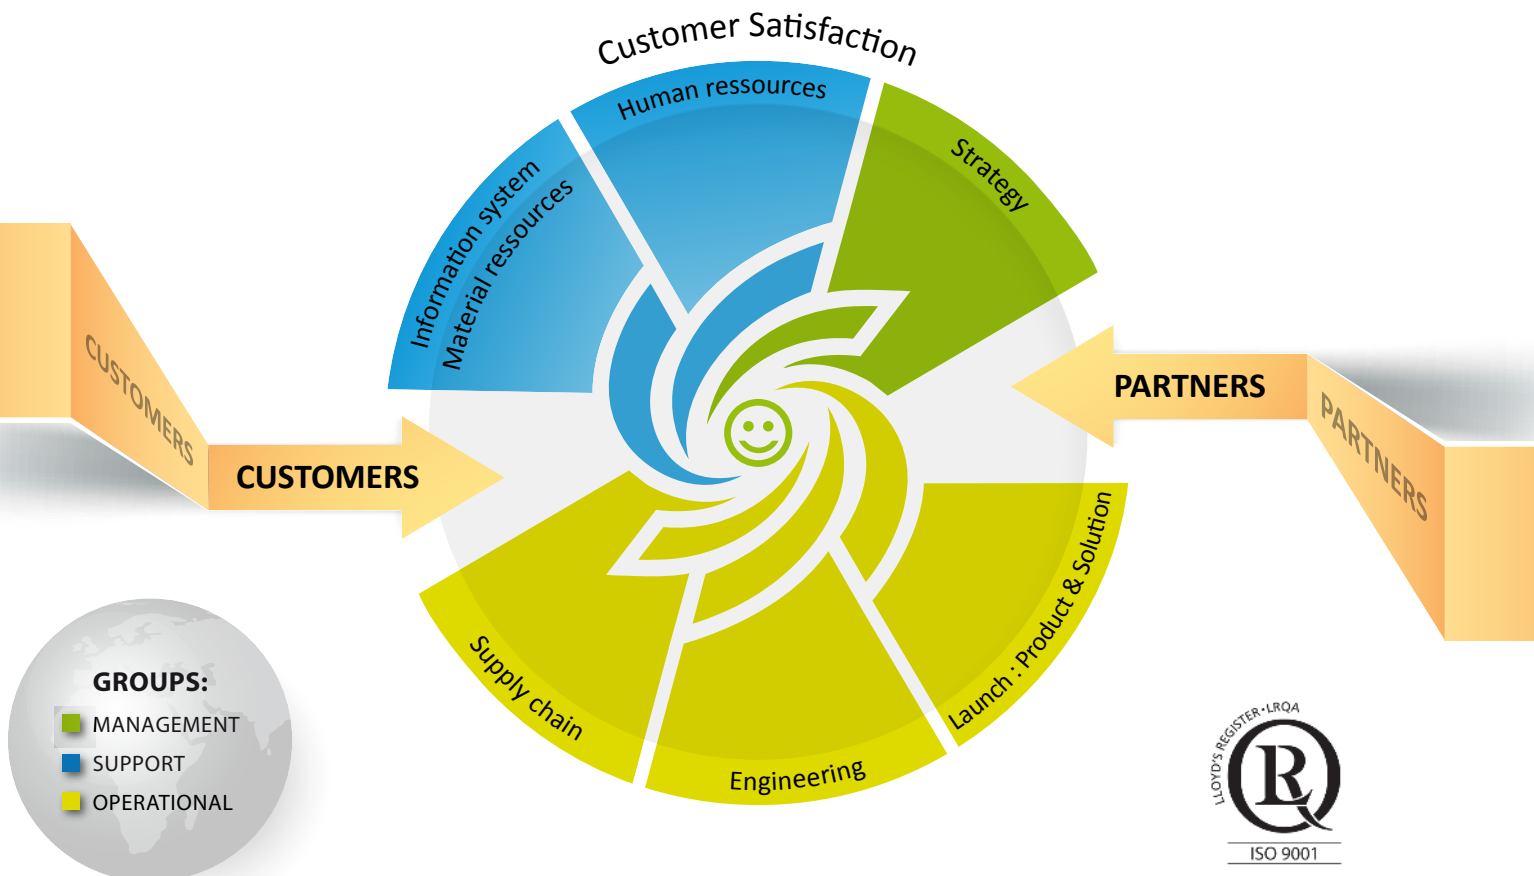 Customer Satisfaction
Human ressources
Strategy
Information system
Material ressources
CUSTOMERS
CUSTOMERS
PARTNERS
PARTNERS
Supply chain
Engineering
Launch : Product & Solution
GROUPS:
MANAGEMENT
SUPPORT
OPERATIONAL
LLOYD'S REGISTER • LRQA
LRQ
ISO 9001